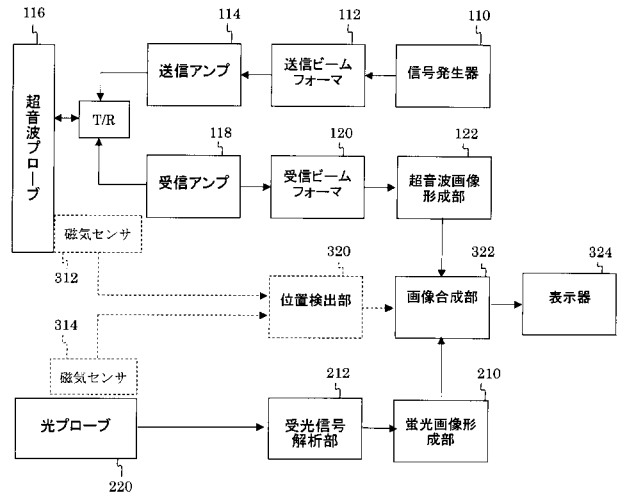 116
114
112
110
送信アンプ
送信ビーム
フォーマ
信号発生器
超音波プローブ
T/R
118
120
122
受信アンプ
受信ビーム
フォーマ
超音波画像
形成部
磁気センサ
312
320
322
324
位置検出部
画像合成部
表示器
314
磁気センサ
212
210
光プローブ
受光信号
解析部
蛍光画像形
成部
220